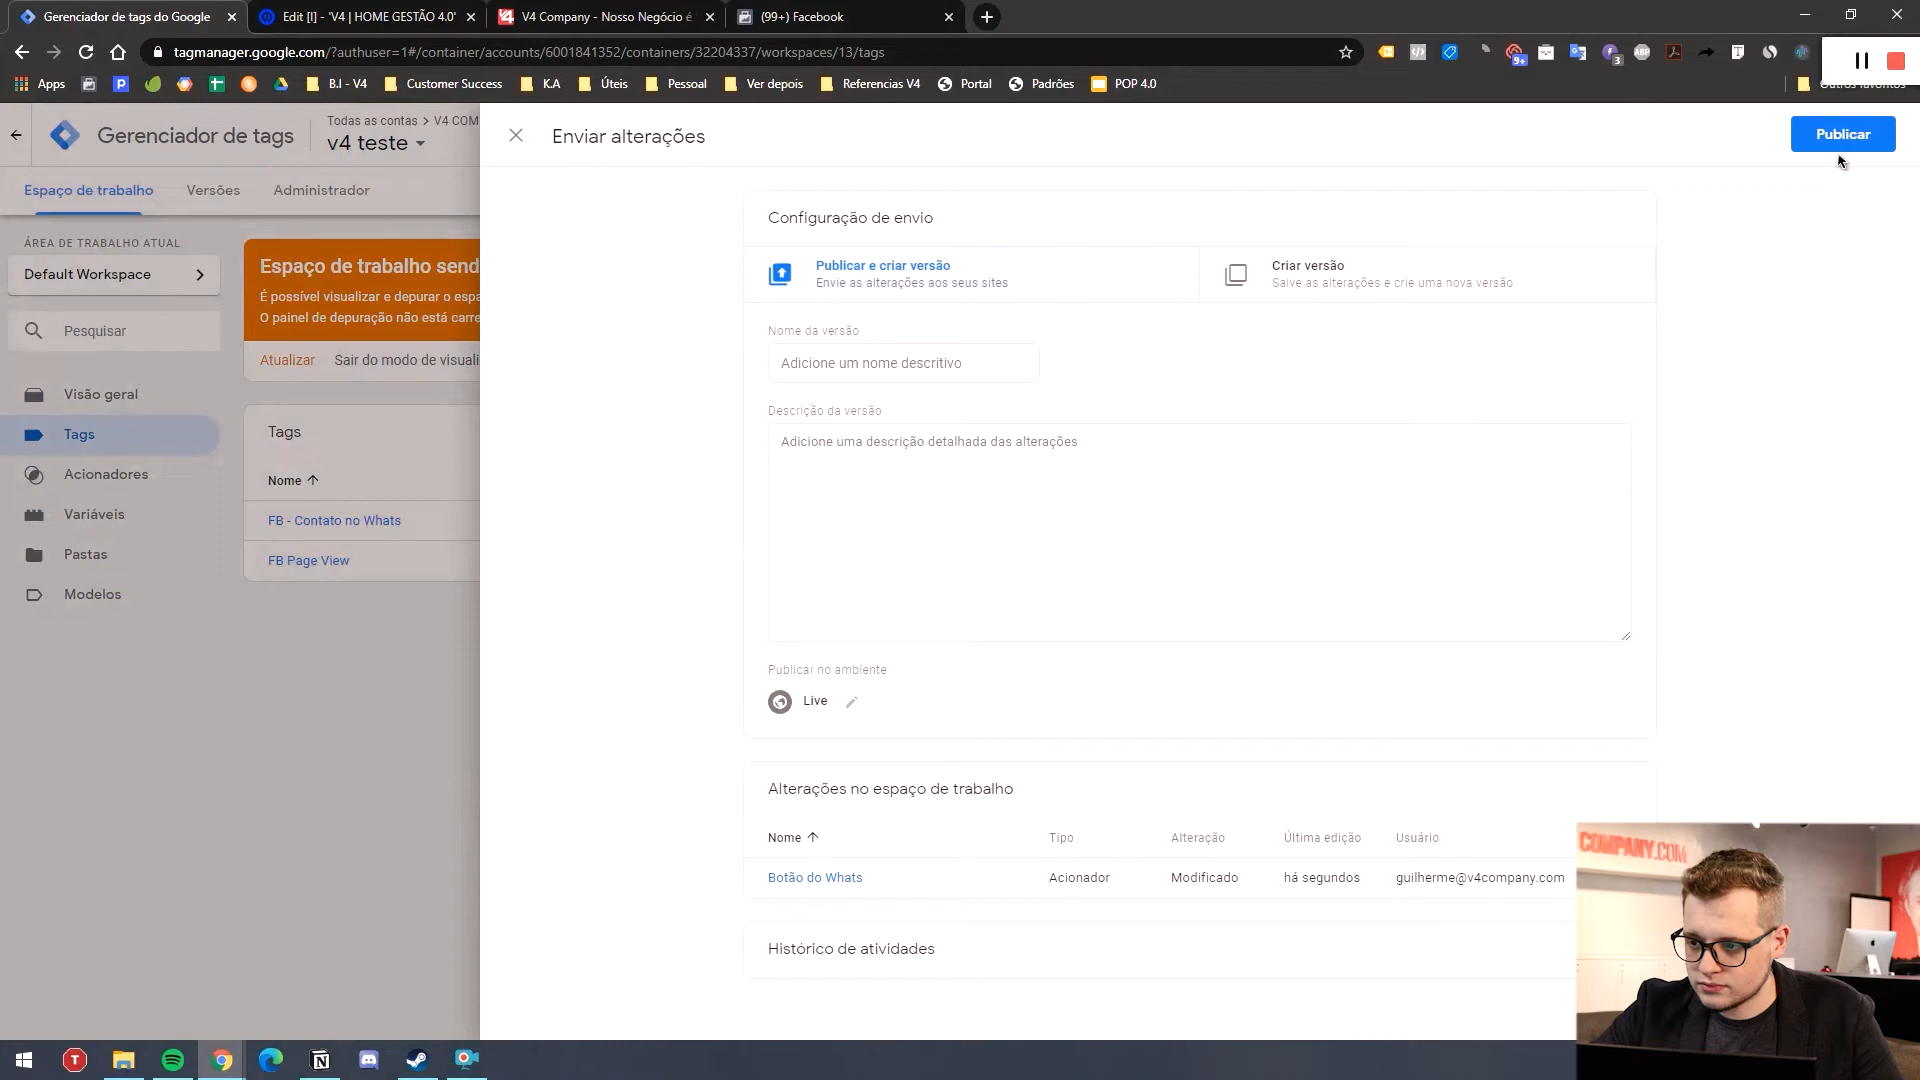 Gerenciador de tags do Google
Edit [I] - 'V4 | HOME GESTÃO 4.0'
V4 Company - Nosso Negócio é
(99+) Facebook
tagmanager.google.com/?authuser=1#/container/accounts/6001841352/containers/32204337/workspaces/13/tags
9+
3
ABP
Apps
B.I - V4
Customer Success
K.A
Úteis
Pessoal
Ver depois
Referencias V4
Portal
Padrões
POP 4.0
Outros favoritos
Gerenciador de tags
Todas as contas > V4 COM
v4 teste
Enviar alterações
Publicar
Espaço de trabalho
Versões
Administrador
ÁREA DE TRABALHO ATUAL
Default Workspace
Pesquisar
Visão geral
Tags
Acionadores
Variáveis
Pastas
Modelos
Espaço de trabalho send
É possível visualizar e depurar o espa
O painel de depuração não está carre
Atualizar
Sair do modo de visuali
Tags
Nome
FB - Contato no Whats
FB Page View
Configuração de envio
Publicar e criar versão
Envie as alterações aos seus sites
Criar versão
Salve as alterações e crie uma nova versão
Nome da versão
Adicione um nome descritivo
Descrição da versão
Adicione uma descrição detalhada das alterações
Publicar no ambiente
Live
Alterações no espaço de trabalho
Nome
Tipo
Alteração
Última edição
Usuário
Botão do Whats
Acionador
Modificado
há segundos
guilherme@v4company.com
Histórico de atividades
COMPANY.COM